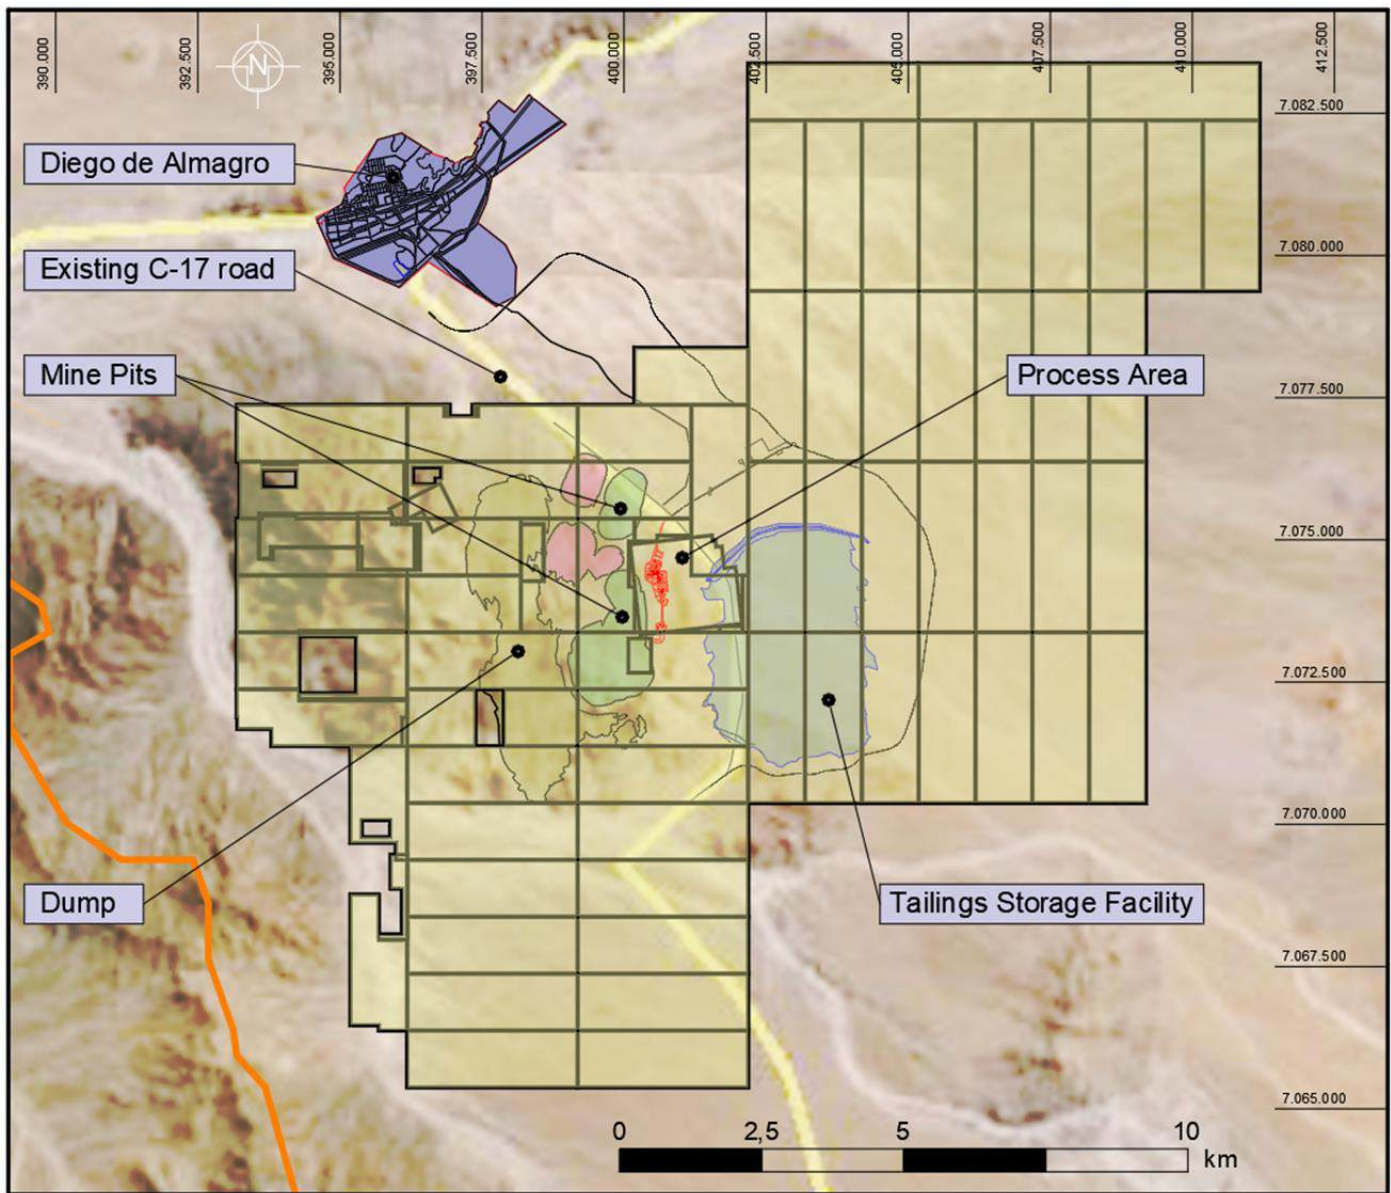 390.000
392.500
395.000
397.500
400.000
402.500
405.000
407.500
410.000
412.500
N
7.082.500
Diego de Almagro
7.080.000
Existing C-17 road
Mine Pits
Process Area
7.077.500
7.075.000
7.072.500
7.070.000
Dump
Tailings Storage Facility
7.067.500
7.065.000
0 2,5 5 10
km